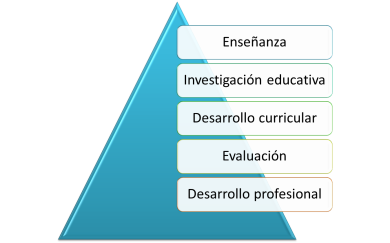 Enseñanza
Investigación educativa
Desarrollo curricular
Evaluación
Desarrollo profesional